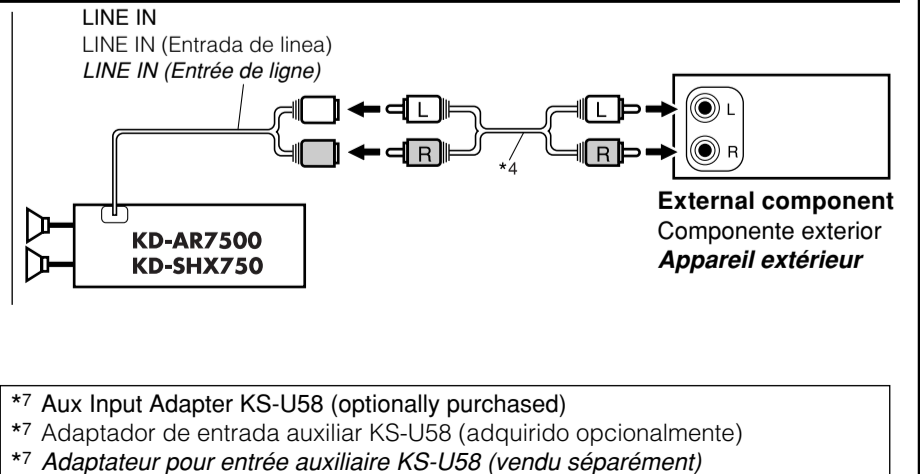 LINE IN
LINE IN (Entrada de linea)
LINE IN (Entrée de ligne)
L L L
R R R
*4
KD-AR7500
KD-SHX750
External component
Componente exterior
Appareil extérieur
*7 Aux Input Adapter KS-U58 (optionally purchased)
*7 Adaptador de entrada auxiliar KS-U58 (adquirido opcionalmente)
*7 Adaptateur pour entrée auxiliaire KS-U58 (vendu séparément)